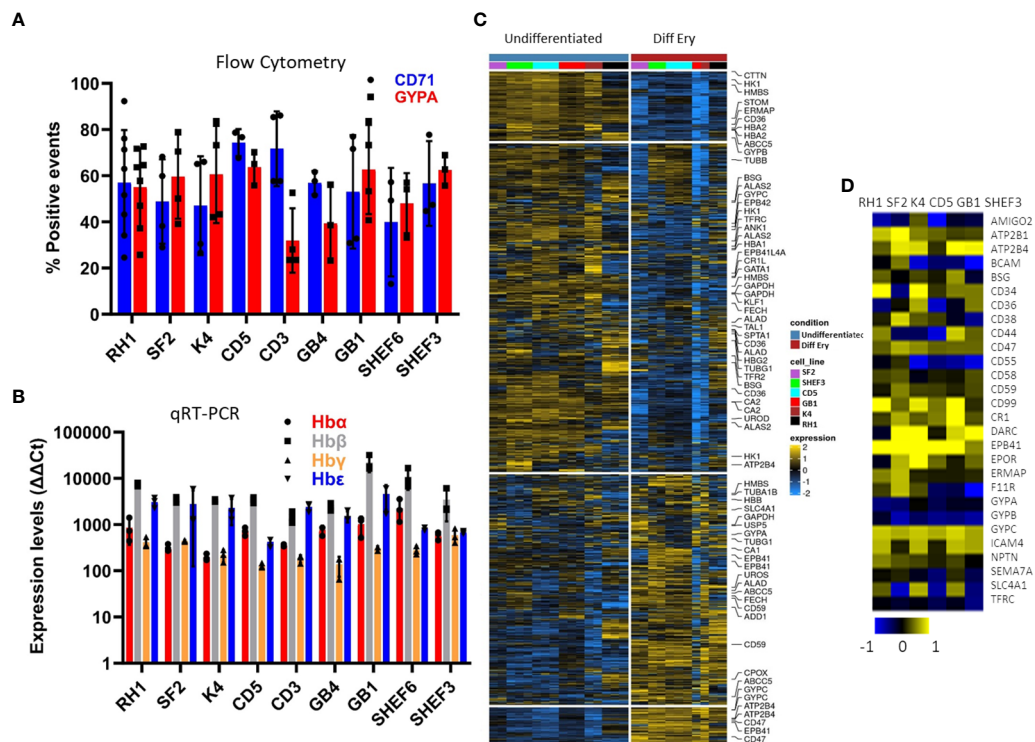 A
Flow Cytometry
CD71
GYPA
% Positive events
100
80
60
40
20
0
RH1
SF2
K4
CD5
CD3
GB4
GB1
SHEF6
SHEF3
B
qRT-PCR
Hbα
Hbβ
Hbγ
Hbε
Expression levels (ΔΔCt)
100000
10000
1000
100
10
1
RH1
SF2
K4
CD5
CD3
GB4
GB1
SHEF6
SHEF3
C
Undifferentiated Diff Ery
CTTN
HK1
HMBS
STOM
ERMAP
CD36
HBA2
HBA2
ABCC5
GYPB
TUBB
BSG
ALAS2
GYPC
EPB42
HK1
TFRC
ANK1
ALAS2
HBA1
EPB41L4A
CR1L
GATA1
HMBS
GAPDH
GAPDH
KLF1
FECH
ALAD
TAL1
SPTA1
CD36
ALAD
HBG2
TUBG1
TFR2
BSG
CD36
CA2
CA2
UROD
ALAS2
HK1
ATP2B4
HMBS
TUBA1B
HBB
SLC4A1
GAPDH
USP5
GYPA
TUBG1
CA1
EPB41
EPB41
UROS
ALAD
ABCC5
FECH
CD59
ADD1
CD59
CPOX
ABCC5
GYPC
GYPC
ATP2B4
ATP2B4
CD47
EPB41
CD47
condition
Undifferentiated
Diff Ery
cell_line
SF2
SHEF3
CD5
GB1
K4
RH1
expression
2
1
0
-1
-2
D
RH1 SF2 K4 CD5 GB1 SHEF3
AMIGO2
ATP2B1
ATP2B4
BCAM
BSG
CD34
CD36
CD38
CD44
CD47
CD55
CD58
CD59
CD99
CR1
DARC
EPB41
EPOR
ERMAP
F11R
GYPA
GYPB
GYPC
ICAM4
NPTN
SEMA7A
SLC4A1
TFRC
-1 0 1